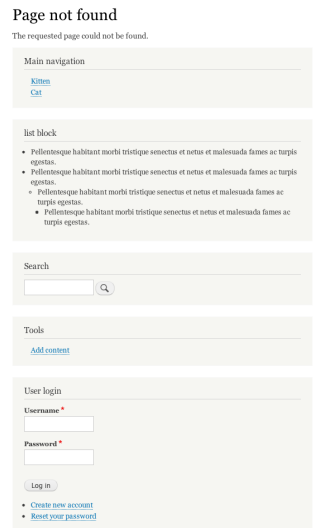 Page not found
The requested page could not be found.
Main navigation
Kitten
Cat
list block
Pellentesque habitant morbi tristique senectus et netus et malesuada fames ac turpis
egestas.
Pellentesque habitant morbi tristique senectus et netus et malesuada fames ac turpis
egestas.
Pellentesque habitant morbi tristique senectus et netus et malesuada fames ac
turpis egestas.
Pellentesque habitant morbi tristique senectus et netus et malesuada fames ac
turpis egestas.
Search
Tools
Add content
User login
Username *
Password *
Log in
Create new account
Reset your password